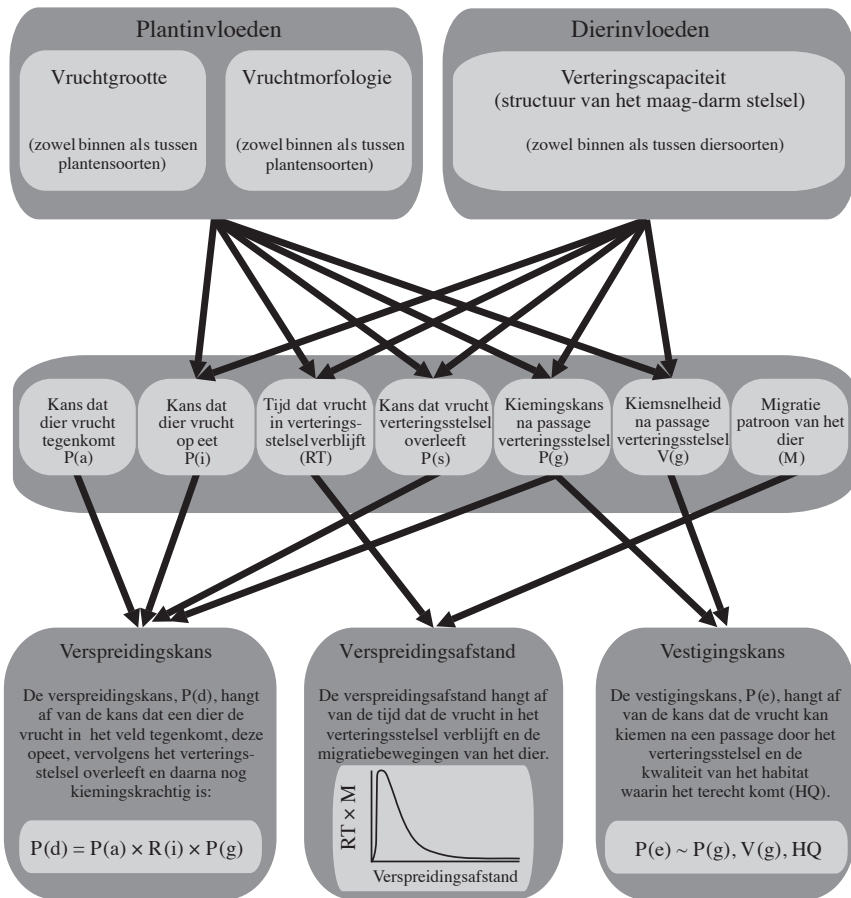 Plantinvloeden
Vruchtgrootte
(zowel binnen als tussen
plantensoorten)
Vruchtmorfologie
(zowel binnen als tussen
plantensoorten)
Dierinvloeden
Verteringscapaciteit
(structuur van het maag-darm stelsel)
(zowel binnen als tussen diersoorten)
Kans dat
dier vrucht
tegenkomt
P(a)
Kans dat
dier vrucht
op eet
P(i)
Tijd dat vrucht
in verterings-
stelsel verblijft
(RT)
Kans dat vrucht
verteringsstelsel
overleeft
P(s)
Kiemingskans
na passage
verteringsstelsel
P(g)
Kiemsnelheid
na passage
verteringsstelsel
V(g)
Migratie
patroon van het
dier
(M)
Verspreidingskans
De verspreidingskans, P(d), hangt
af van de kans dat een dier de
vrucht in het veld tegenkomt, deze
opeet, vervolgens het verterings-
stelsel overleeft en daarna nog
kiemingskrachtig is:
P(d) = P(a) × R(i) × P(g)
Verspreidingsafstand
De verspreidingsafstand hangt af
van de tijd dat de vrucht in het
verteringsstelsel verblijft en de
migratiebewegingen van het dier.
RT × M
Verspreidingsafstand
Vestigingskans
De vestigingskans, P(e), hangt af
van de kans dat de vrucht kan
kiemen na een passage door het
verteringsstelsel en de
kwaliteit van het habitat
waarin het terecht komt (HQ).
P(e) ~ P(g), V(g), HQ